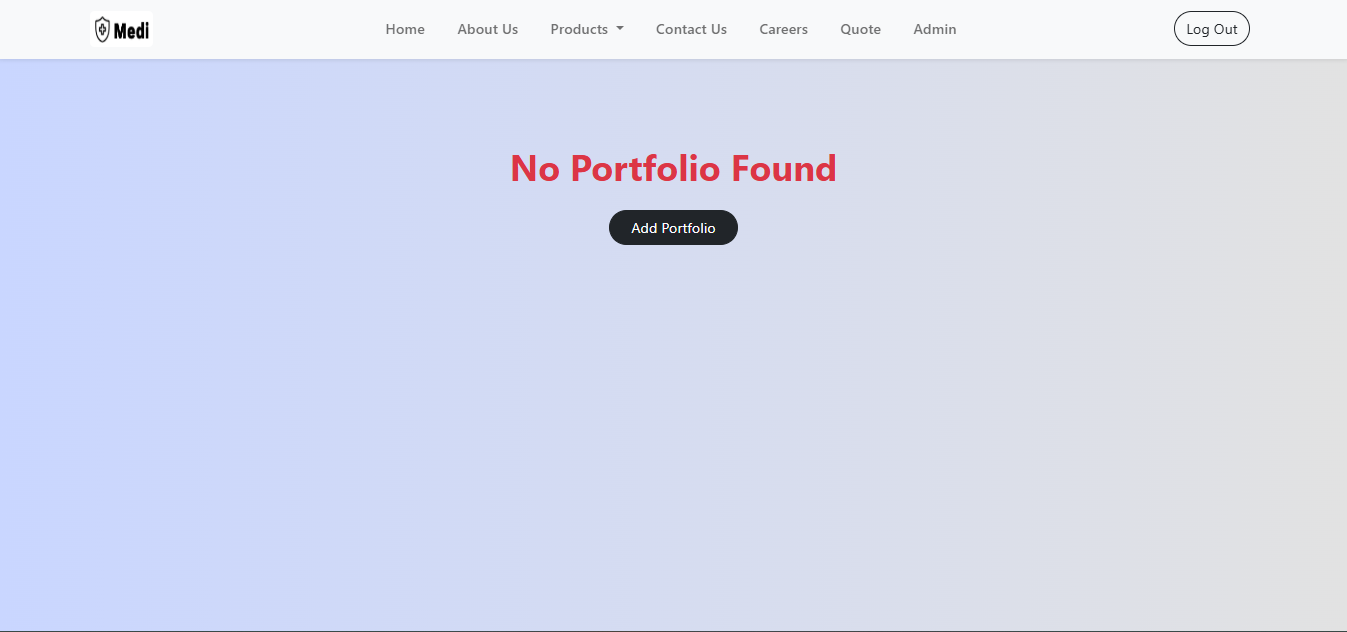 Medi
Home About Us Products Contact Us Careers Quote Admin Log Out
No Portfolio Found
Add Portfolio